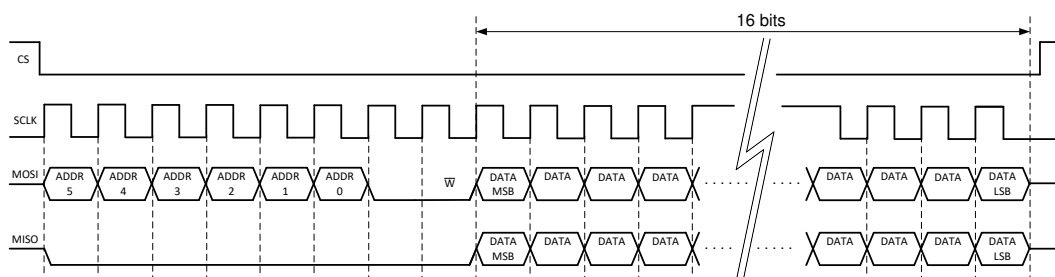 16 bits
CS
SCLK
MOSI ADDR 5 ADDR 4 ADDR 3 ADDR 2 ADDR 1 ADDR 0 W̅ DATA MSB DATA DATA DATA DATA DATA DATA DATA LSB
MISO DATA MSB DATA DATA DATA DATA DATA DATA DATA LSB